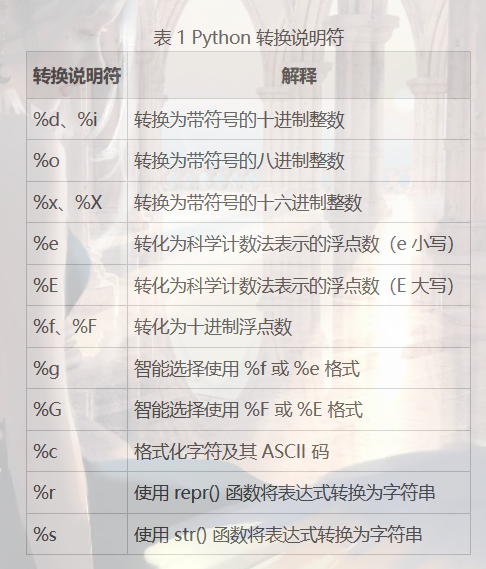 表 1 Python 转换说明符
转换说明符 解释
%d、%i 转换为带符号的十进制整数
%o 转换为带符号的八进制整数
%x、%X 转换为带符号的十六进制整数
%e 转化为科学计数法表示的浮点数（e 小写）
%E 转化为科学计数法表示的浮点数（E 大写）
%f、%F 转化为十进制浮点数
%g 智能选择使用 %f 或 %e 格式
%G 智能选择使用 %F 或 %E 格式
%c 格式化字符及其 ASCII 码
%r 使用 repr() 函数将表达式转换为字符串
%s 使用 str() 函数将表达式转换为字符串